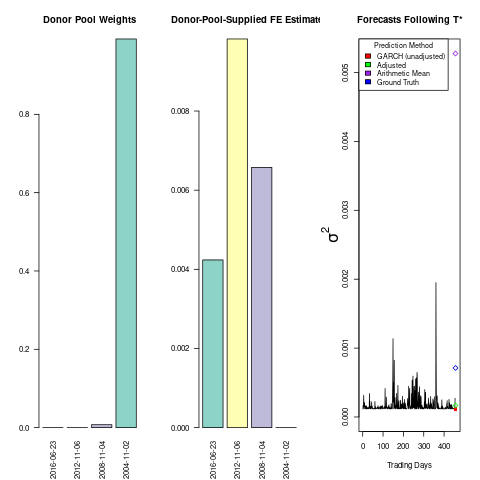 Donor Pool Weights
0.0
0.2
0.4
0.6
0.8
2016-06-23
2012-11-06
2008-11-04
2004-11-02
Donor-Pool-Supplied FE Estimate
0.000
0.002
0.004
0.006
0.008
2016-06-23
2012-11-06
2008-11-04
2004-11-02
Forecasts Following T*
Prediction Method
GARCH (unadjusted)
Adjusted
Arithmetic Mean
Ground Truth
σ²
0.000
0.001
0.002
0.003
0.004
0.005
0 100 200 300 400
Trading Days